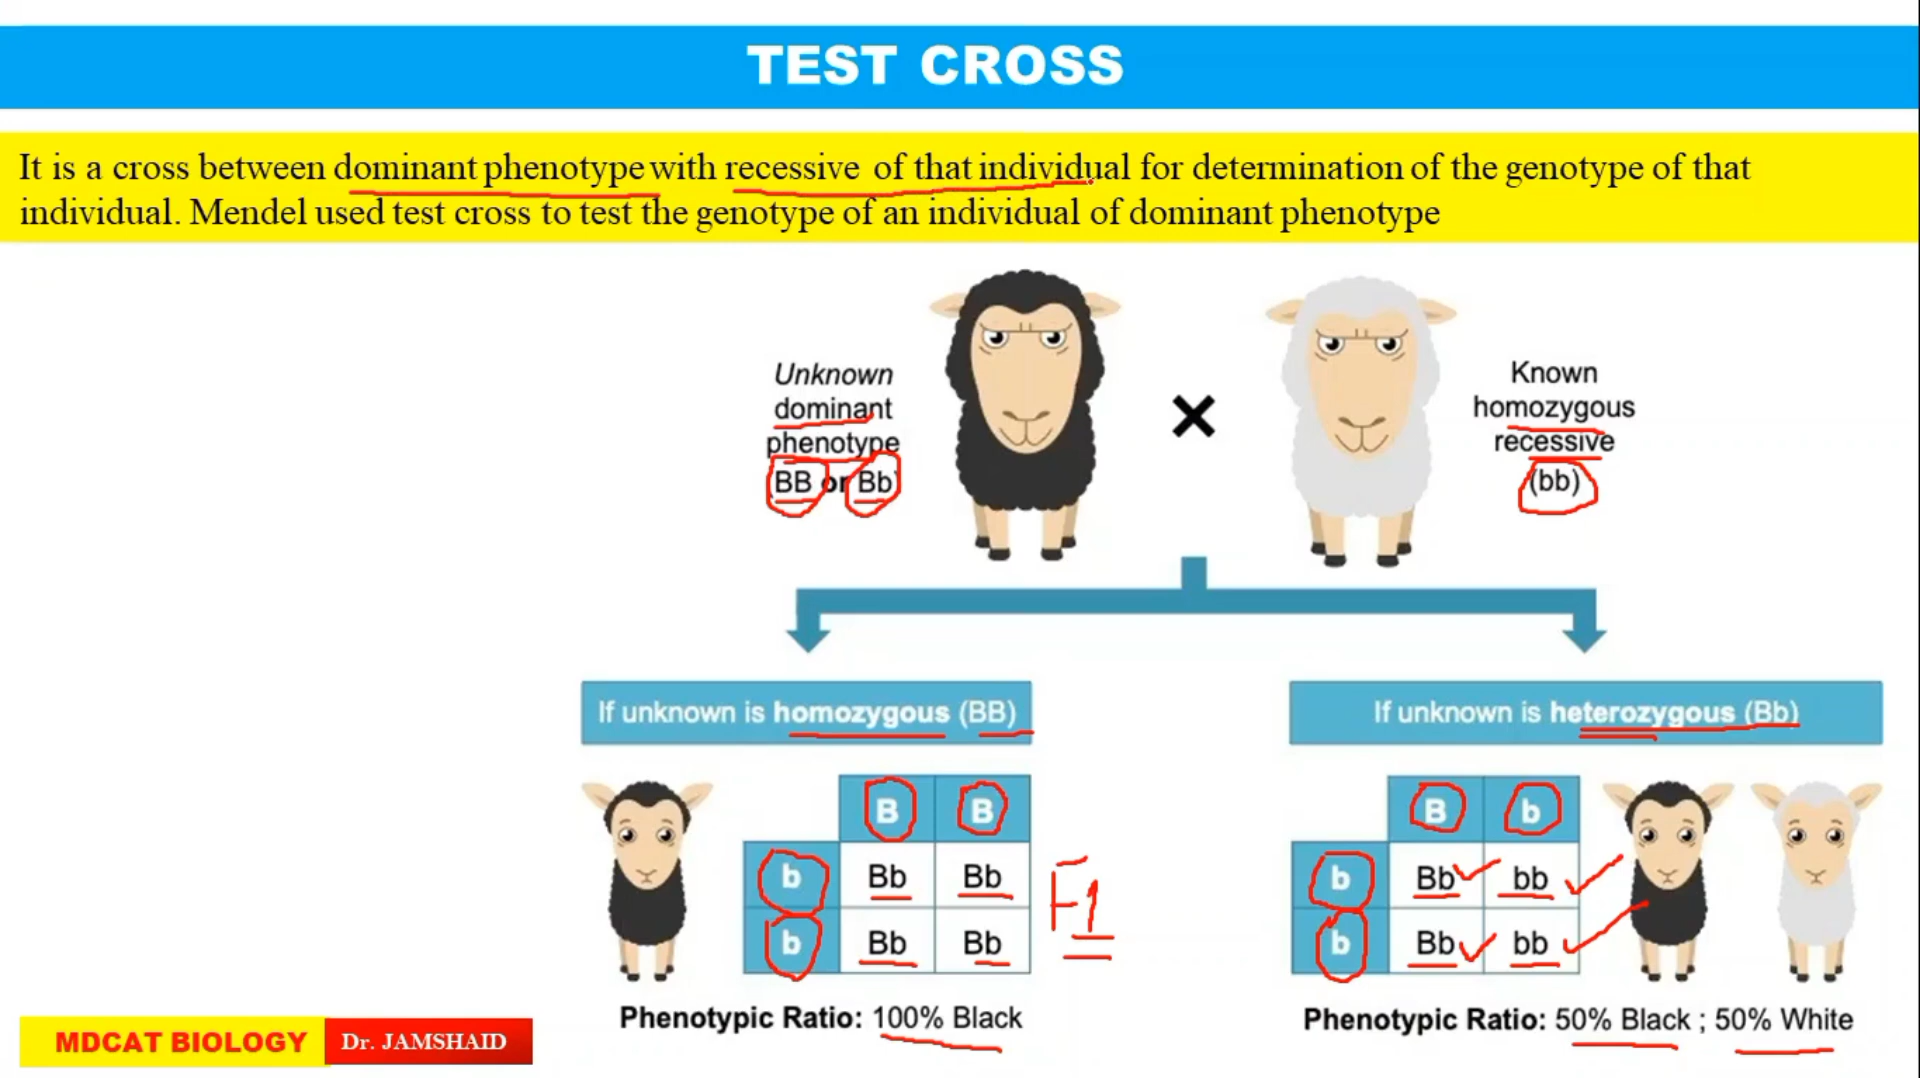 TEST CROSS
It is a cross between dominant phenotype with recessive of that individual for determination of the genotype of that
individual. Mendel used test cross to test the genotype of an individual of dominant phenotype
Unknown
dominant
phenotype
BB or Bb)
Known
homozygous
recessive
(bb)
If unknown is homozygous (BB)
B B
b Bb Bb
b Bb Bb
F1
Phenotypic Ratio: 100% Black
If unknown is heterozygous (Bb)
B b
b Bb bb
b Bb bb
Phenotypic Ratio: 50% Black ; 50% White
MDCAT BIOLOGY
Dr. JAMSHAID